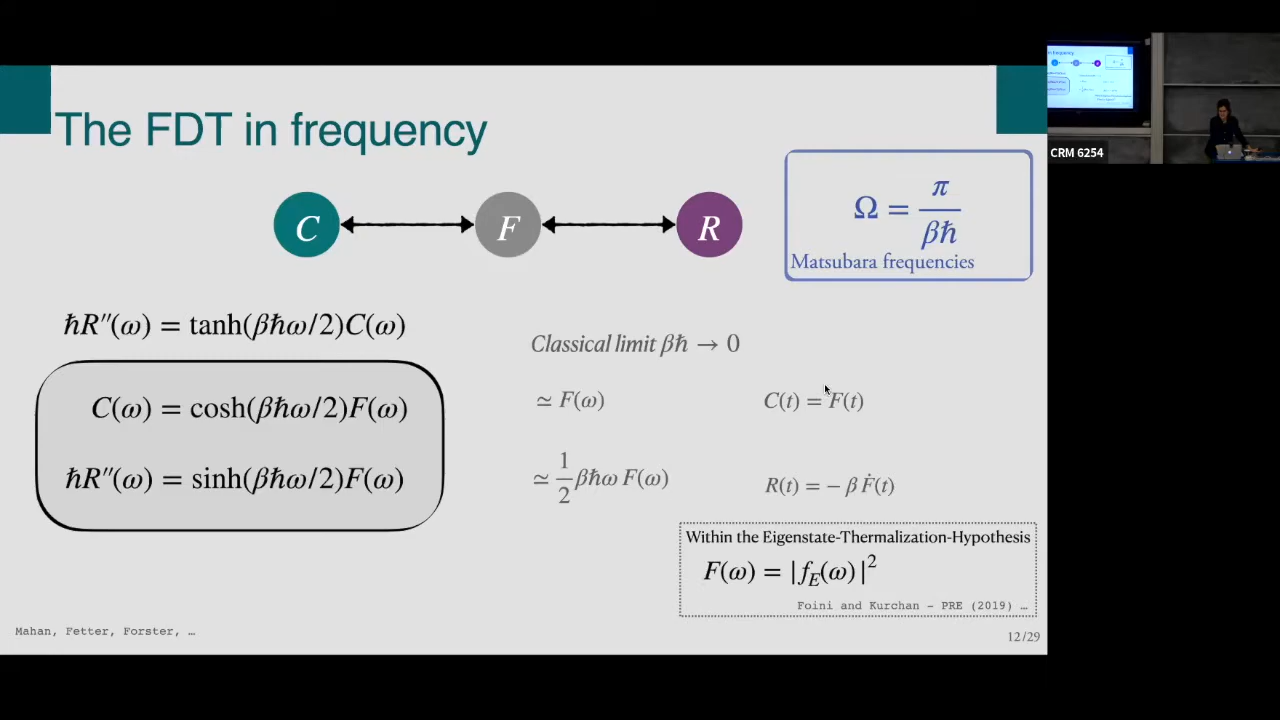 The FDT in frequency
C
F
R
Ω = π/βħ
Matsubara frequencies
CRM 6254
ħR″(ω) = tanh(βħω/2)C(ω)
C(ω) = cosh(βħω/2)F(ω)
ħR″(ω) = sinh(βħω/2)F(ω)
Classical limit βħ → 0
≃ F(ω)
C(t) = F(t)
≃ 1/2 βħω F(ω)
R(t) = − β Ḟ(t)
Within the Eigenstate-Thermalization-Hypothesis
F(ω) = |f_E(ω)|²
Foini and Kurchan - PRE (2019) …
Mahan, Fetter, Forster, …
12/29